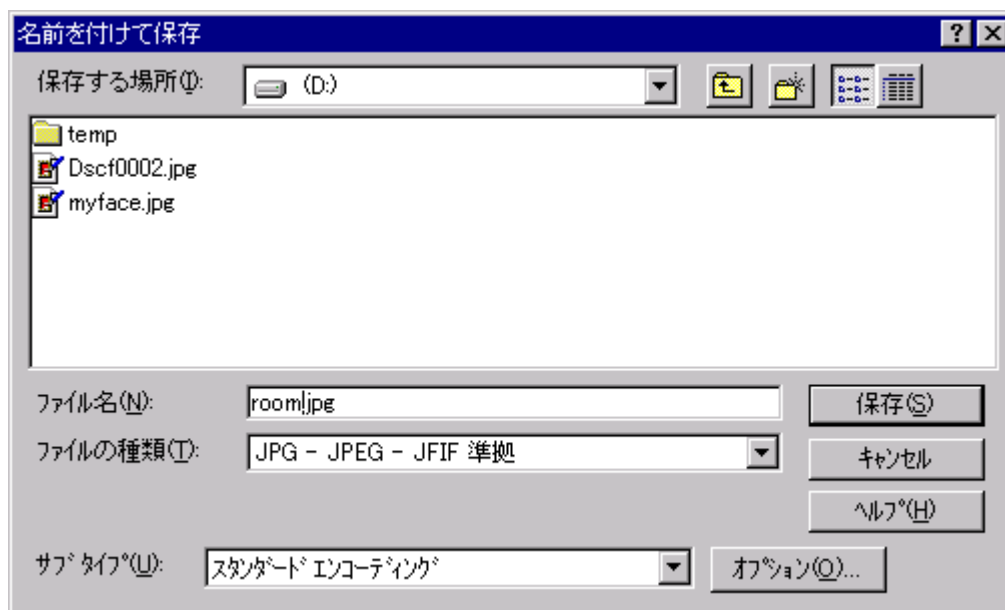 名前を付けて保存
保存する場所(I): (D:)
temp
Dscf0002.jpg
myface.jpg
ファイル名(N): room.jpg 保存(S)
ファイルの種類(T): JPG - JPEG - JFIF 準拠 キャンセル
ヘルプ(H)
サブタイプ(U): スタンダードエンコーディング オプション(O)...